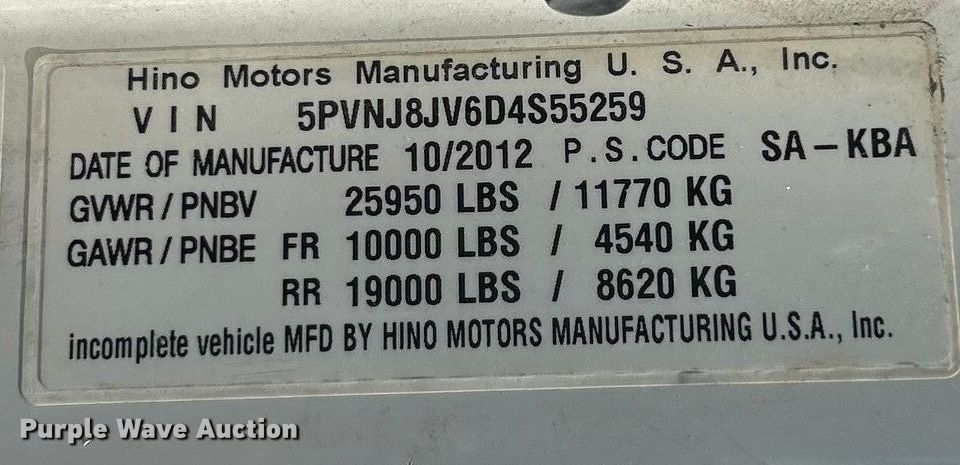 Hino Motors Manufacturing U. S. A., Inc.
VIN 5PVNJ8JV6D4S55259
DATE OF MANUFACTURE 10/2012 P.S.CODE SA-KBA
GVWR/PNBV 25950 LBS / 11770 KG
GAWR/PNBE FR 10000 LBS / 4540 KG
RR 19000 LBS / 8620 KG
incomplete vehicle MFD BY HINO MOTORS MANUFACTURING U.S.A., Inc.
Purple Wave Auction